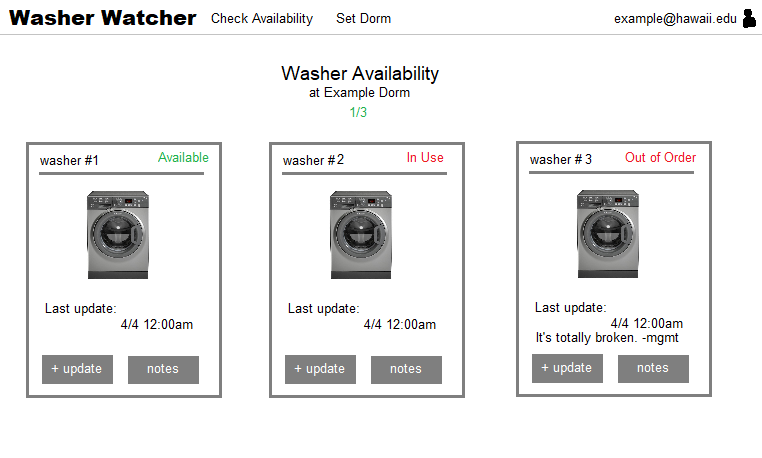 Washer Watcher Check Availability Set Dorm example@hawaii.edu
Washer Availability
at Example Dorm
1/3
washer #1 Available
Last update:
4/4 12:00am
+ update notes
washer #2 In Use
Last update:
4/4 12:00am
+ update notes
washer # 3 Out of Order
Last update:
4/4 12:00am
It's totally broken. -mgmt
+ update notes